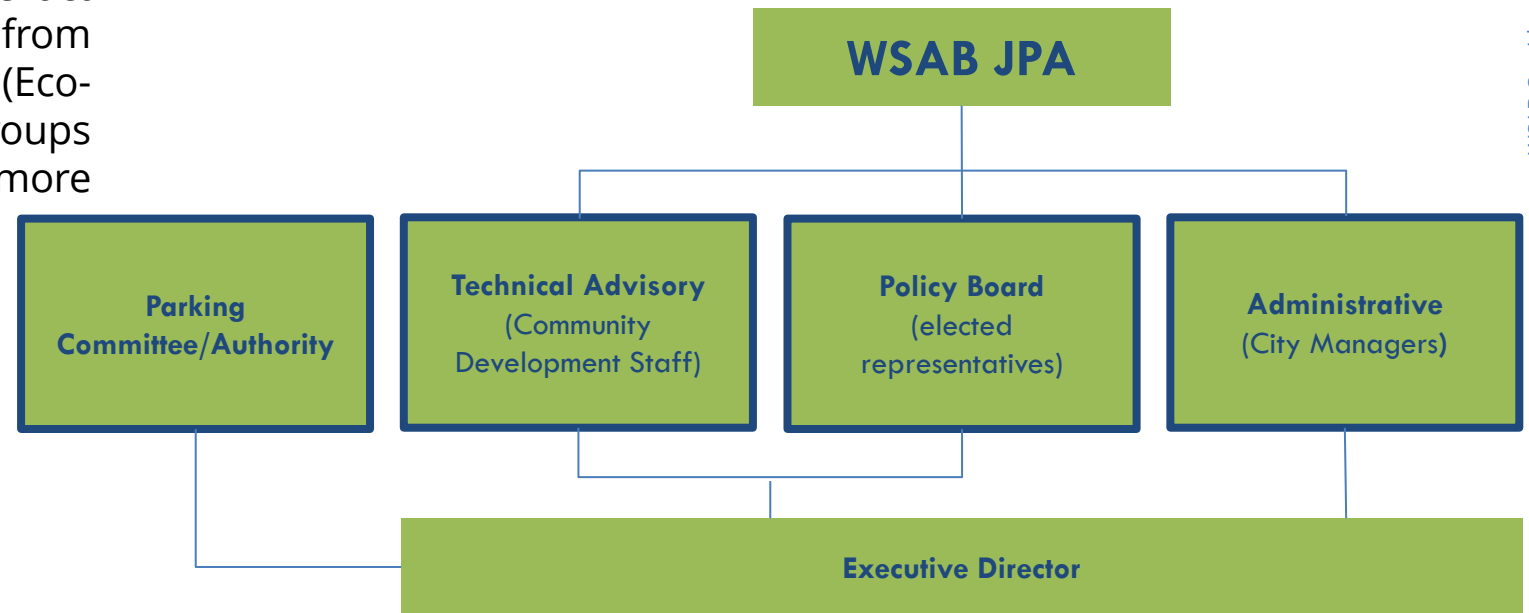 from
(Eco-
more
WSAB JPA
Parking
Committee/Authority
Technical Advisory
(Community
Development Staff)
Policy Board
(elected
representatives)
Administrative
(City Managers)
Executive Director